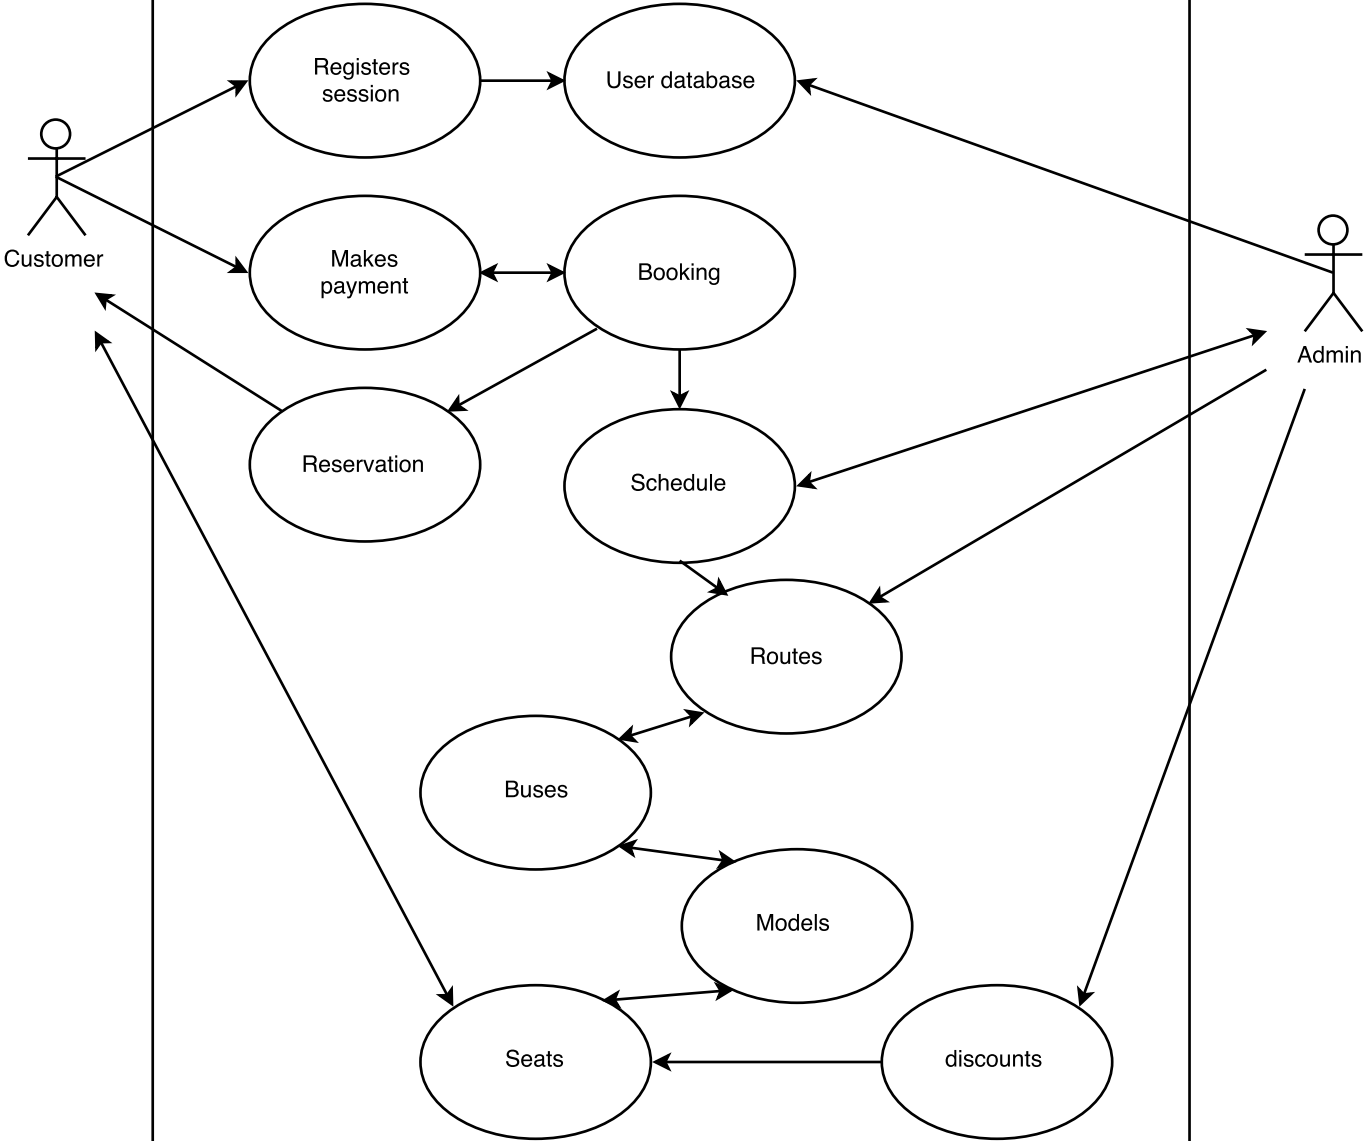 Registers
session
User database
Customer
Makes
payment
Booking
Admin
Reservation
Schedule
Routes
Buses
Models
Seats
discounts